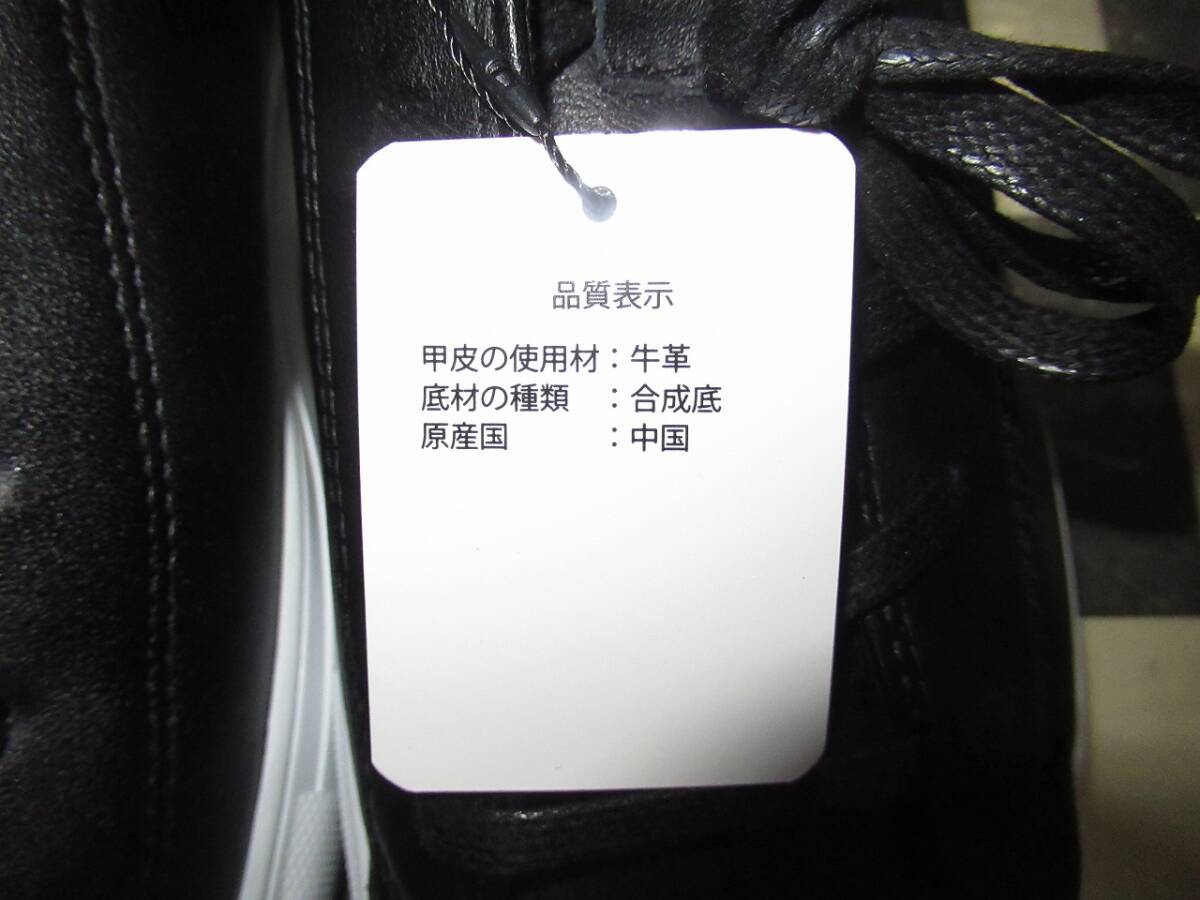 品質表示
甲皮の使用材：牛革
底材の種類　：合成底
原産国　　　：中国